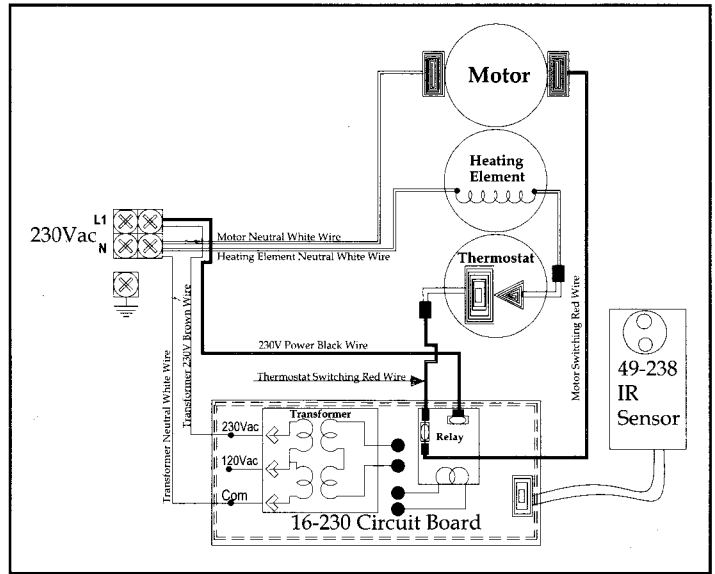 Motor
Heating
Element
L1
230Vac
N
Motor Neutral White Wire
Heating Element Neutral White Wire
Thermostat
Transformer Neutral White Wire
Transformer 230V Brown Wire
230V Power Black Wire
Thermostat Switching Red Wire
Motor Switching Red Wire
49-238
IR
Sensor
Transformer
230Vac
120Vac
Com
Relay
16-230 Circuit Board